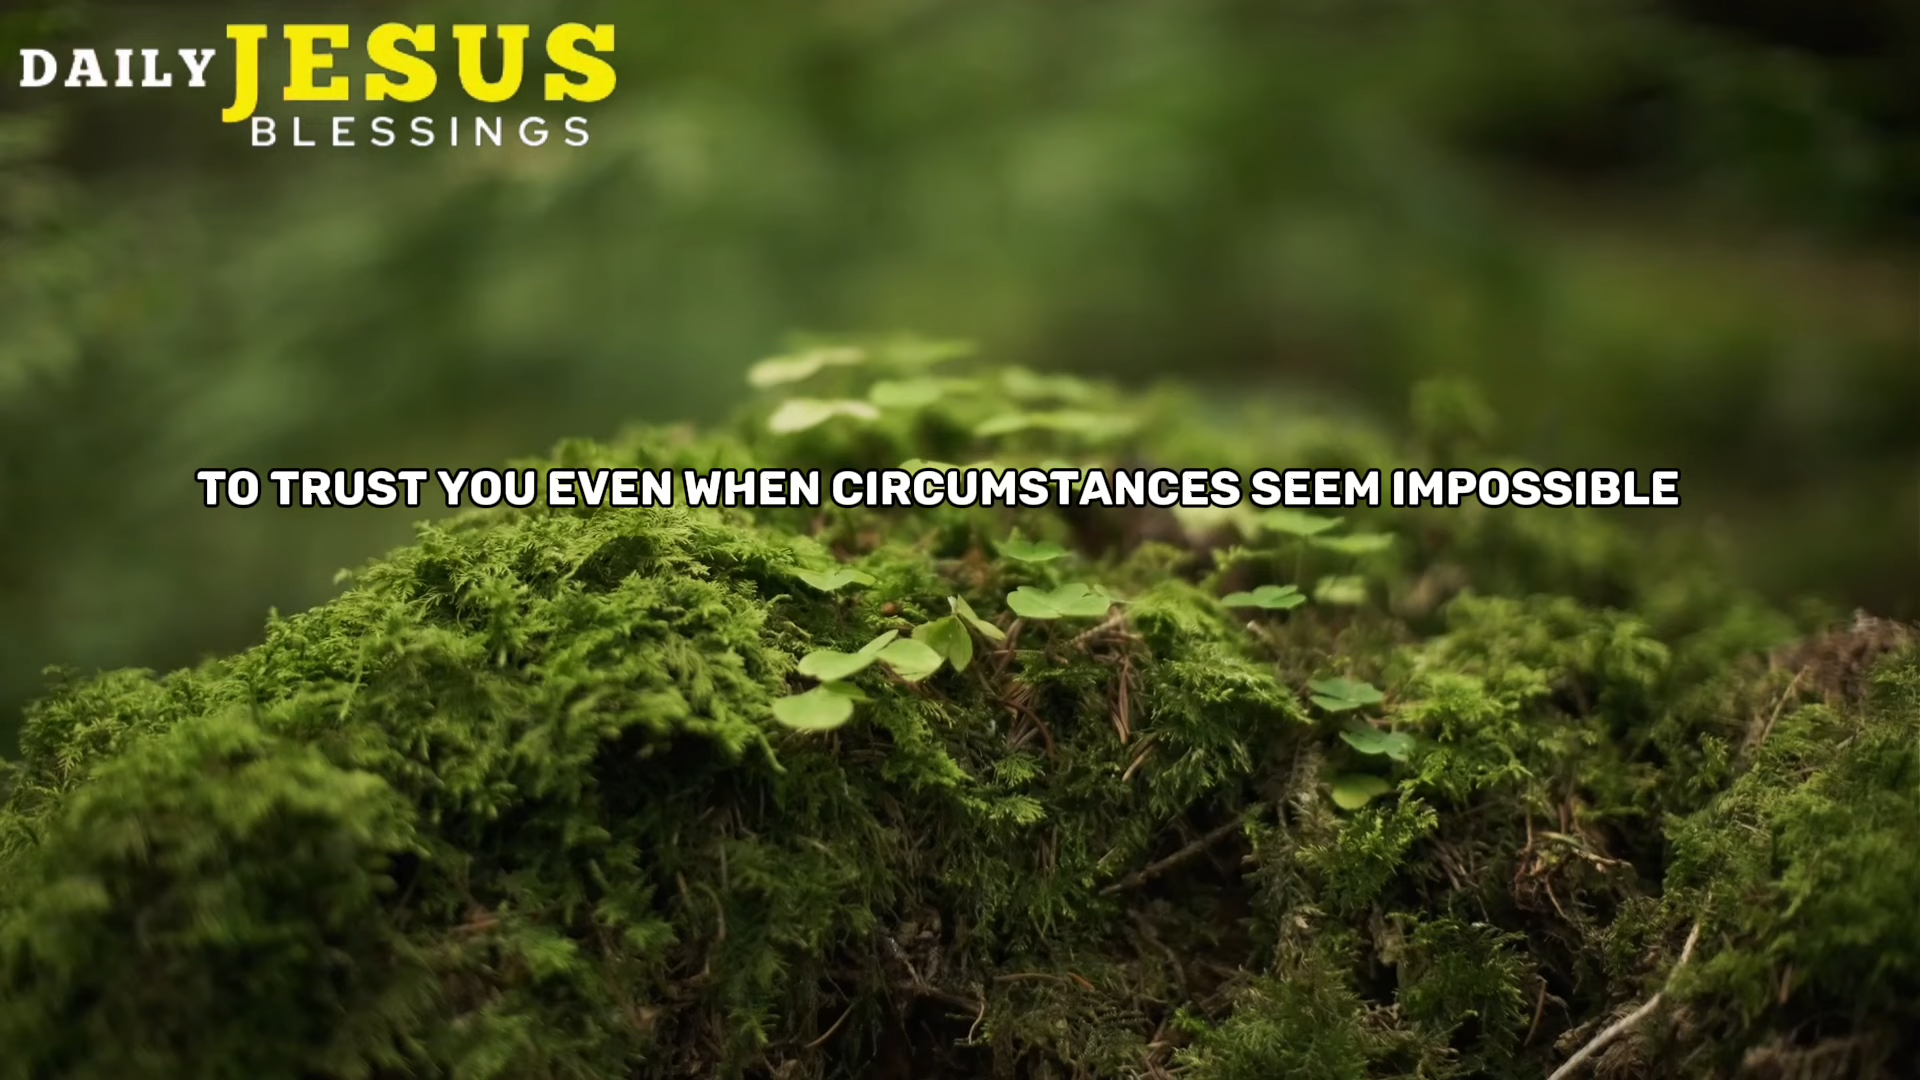 DAILY JESUS
BLESSINGS
TO TRUST YOU EVEN WHEN CIRCUMSTANCES SEEM IMPOSSIBLE